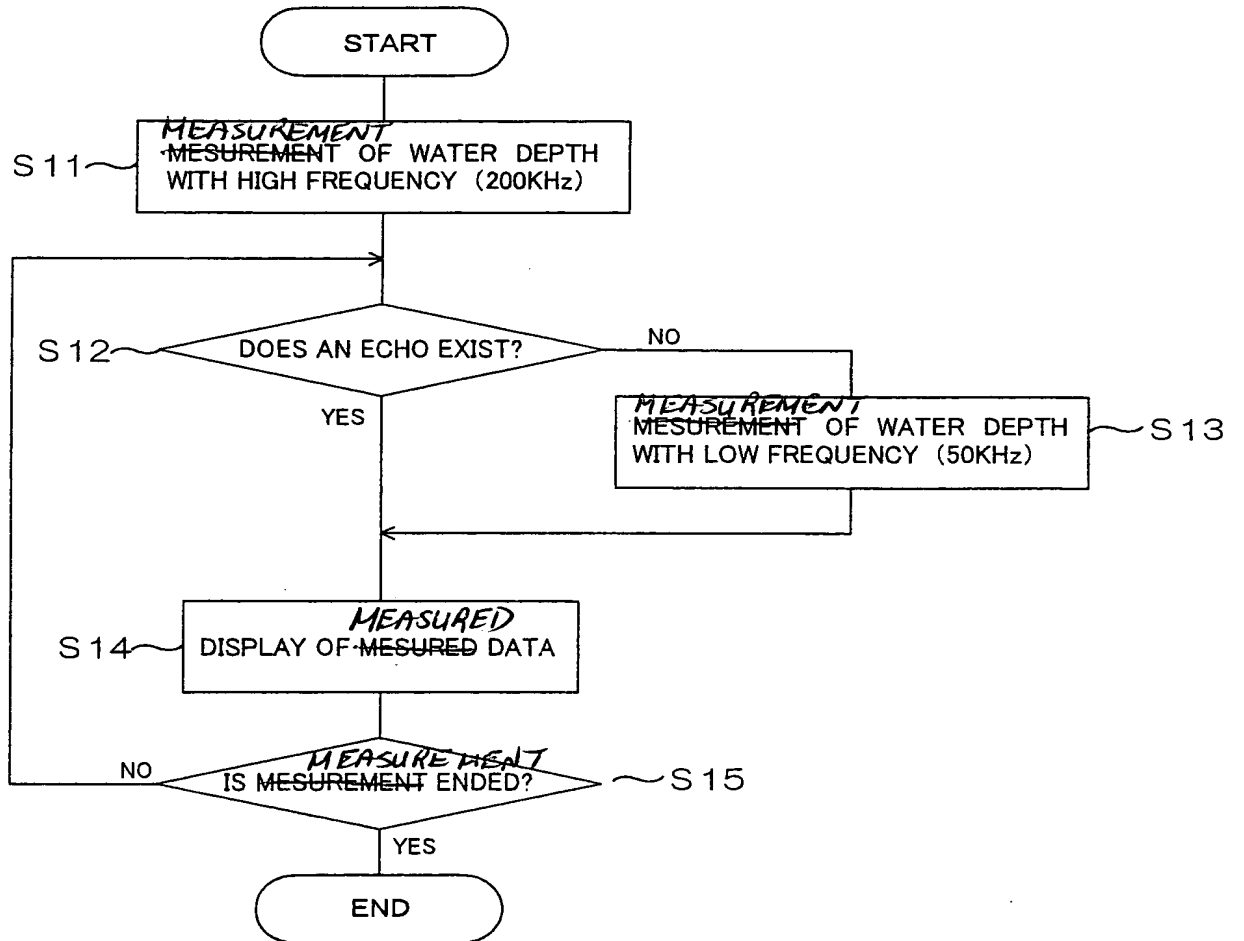 START
MEASUREMENT
S11
MESUREMENT OF WATER DEPTH
WITH HIGH FREQUENCY (200KHz)
S12
DOES AN ECHO EXIST?
NO
YES
MEASUREMENT
MESUREMENT OF WATER DEPTH
WITH LOW FREQUENCY (50KHz)
S13
MEASURED
S14
DISPLAY OF MESURED DATA
MEASUREMENT
NO
IS MESUREMENT ENDED?
S15
YES
END